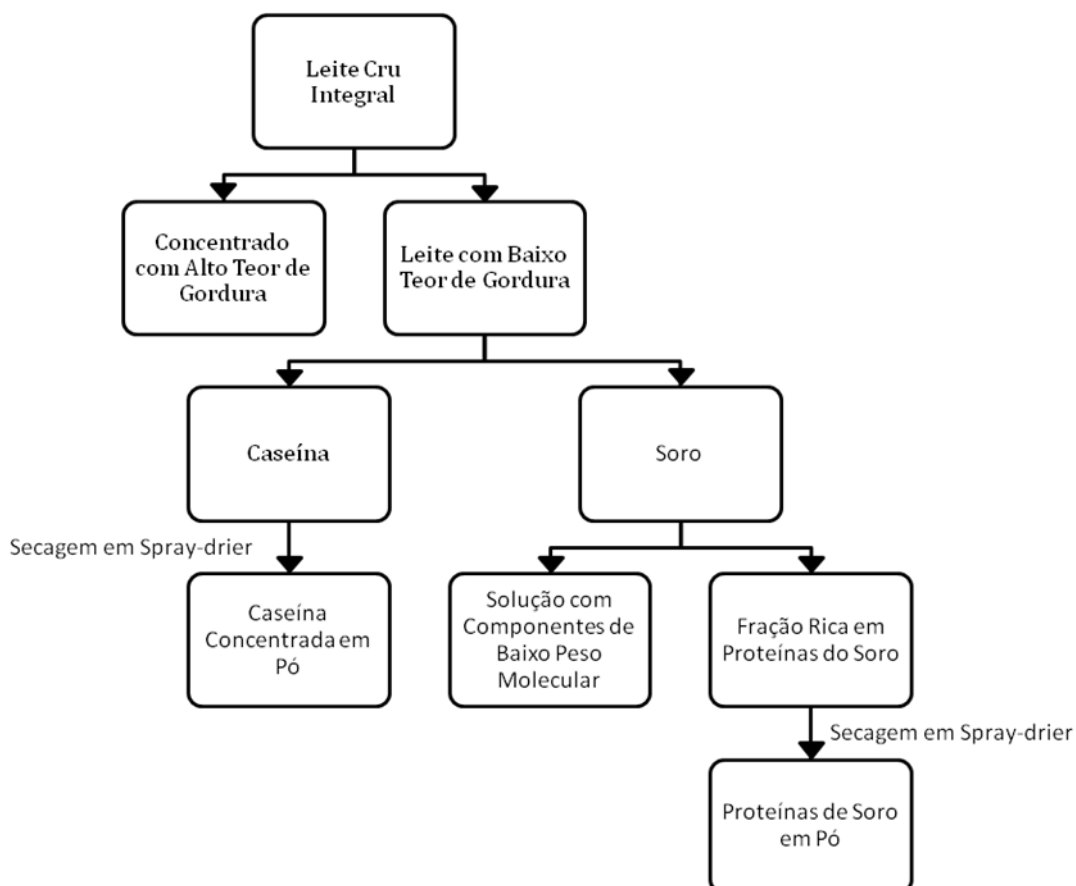 Leite Cru
Integral
Concentrado
com Alto Teor de
Gordura
Leite com Baixo
Teor de Gordura
Caseína
Soro
Secagem em Spray-drier
Caseína
Concentrada em
Pó
Solução com
Componentes de
Baixo Peso
Molecular
Fração Rica em
Proteínas do Soro
Secagem em Spray-drier
Proteínas de Soro
em Pó